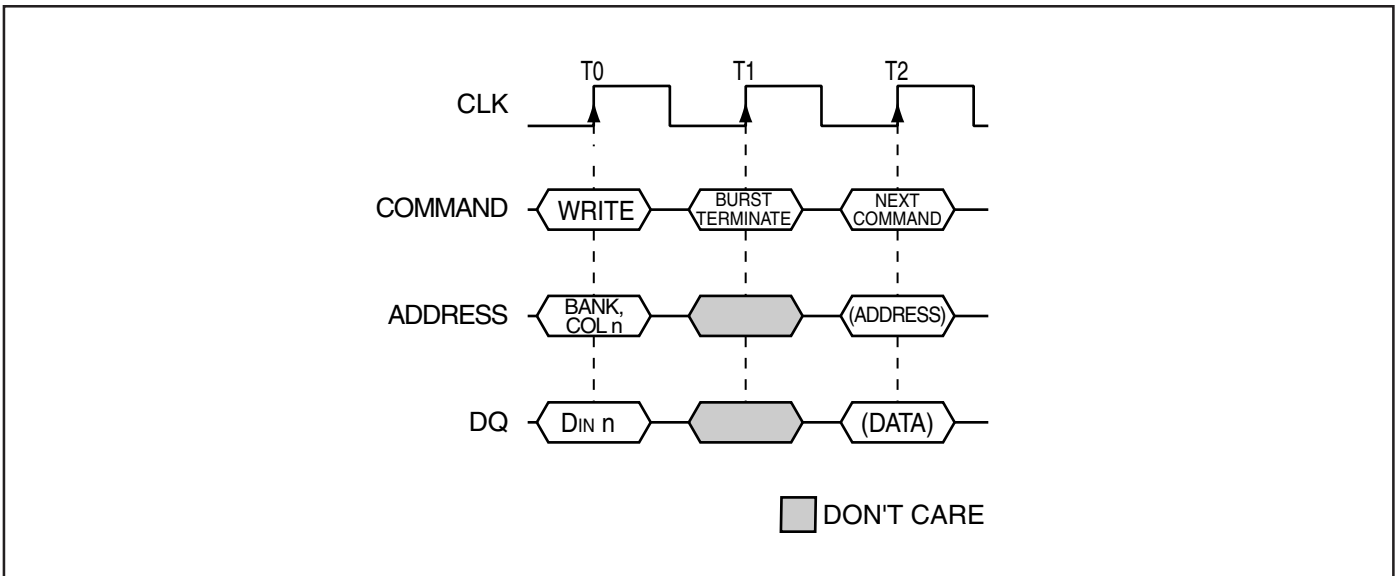 T0 T1 T2
CLK
COMMAND WRITE BURST TERMINATE NEXT COMMAND
ADDRESS BANK, COL n (ADDRESS)
DQ DIN n (DATA)
DON'T CARE